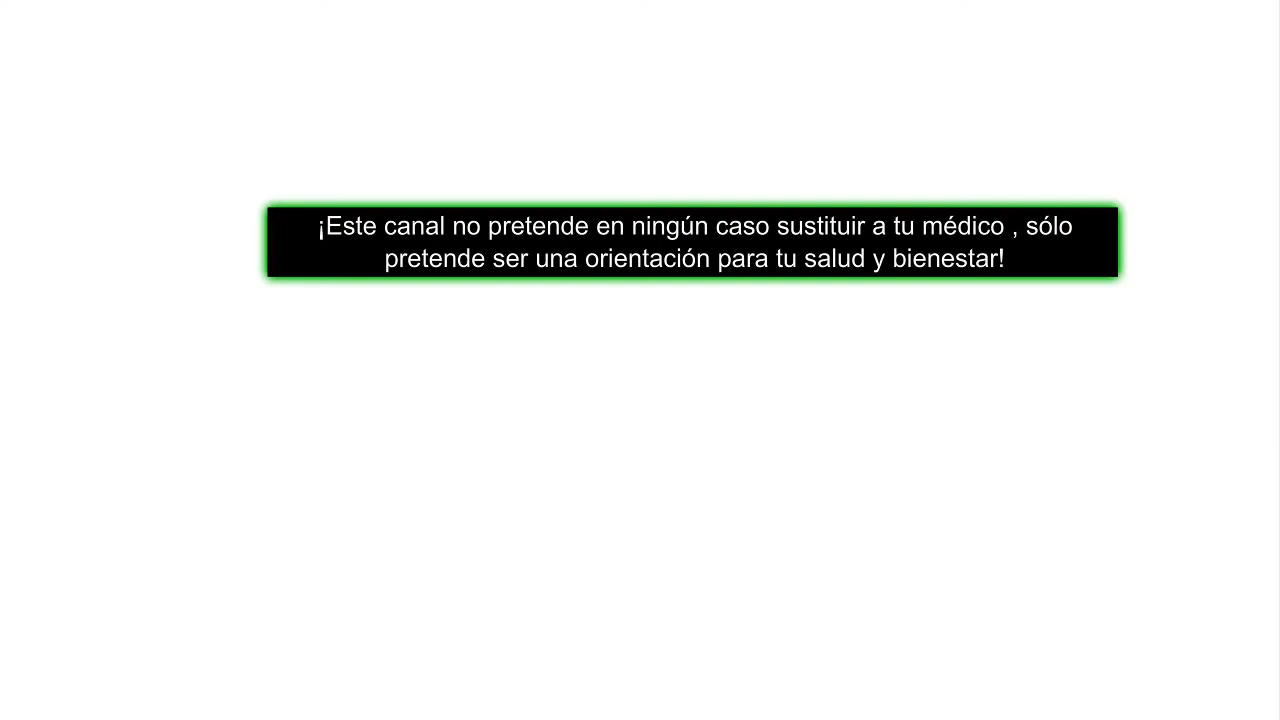 ¡Este canal no pretende en ningún caso sustituir a tu médico , sólo
pretende ser una orientación para tu salud y bienestar!